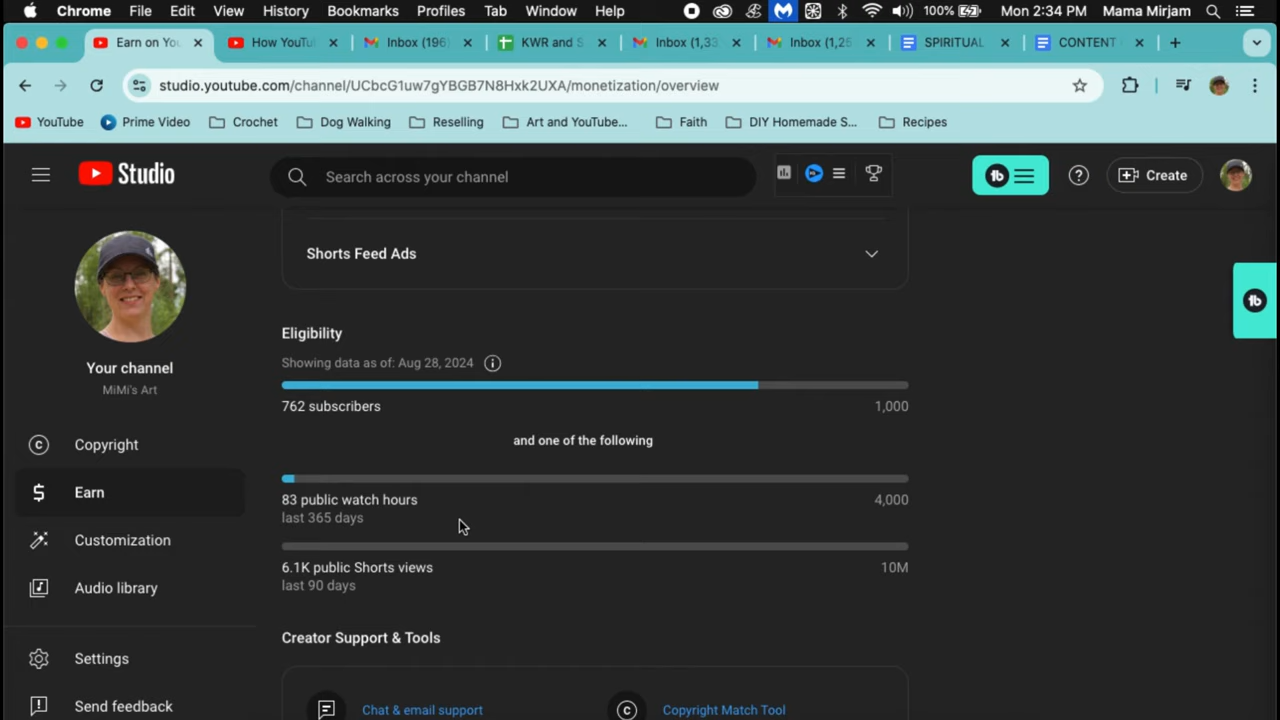 Chrome File Edit View History Bookmarks Profiles Tab Window Help 100% Mon 2:34 PM Mama Mirjam
Earn on You Inbox (196) KWR and S Inbox (1,33 Inbox (1,25 SPIRITUAL CONTENT
How YouTu
studio.youtube.com/channel/UCbcG1uw7gYBGB7N8Hxk2UXA/monetization/overview
YouTube Prime Video Crochet Dog Walking Reselling Art and YouTube... Faith DIY Homemade S... Recipes
Studio
Search across your channel
Create
Shorts Feed Ads
Your channel
MiMi's Art
Copyright
Earn
Customization
Audio library
Settings
Send feedback
Eligibility
Showing data as of: Aug 28, 2024
762 subscribers 1,000
and one of the following
83 public watch hours 4,000
last 365 days
6.1K public Shorts views 10M
last 90 days
Creator Support & Tools
Chat & email support Copyright Match Tool